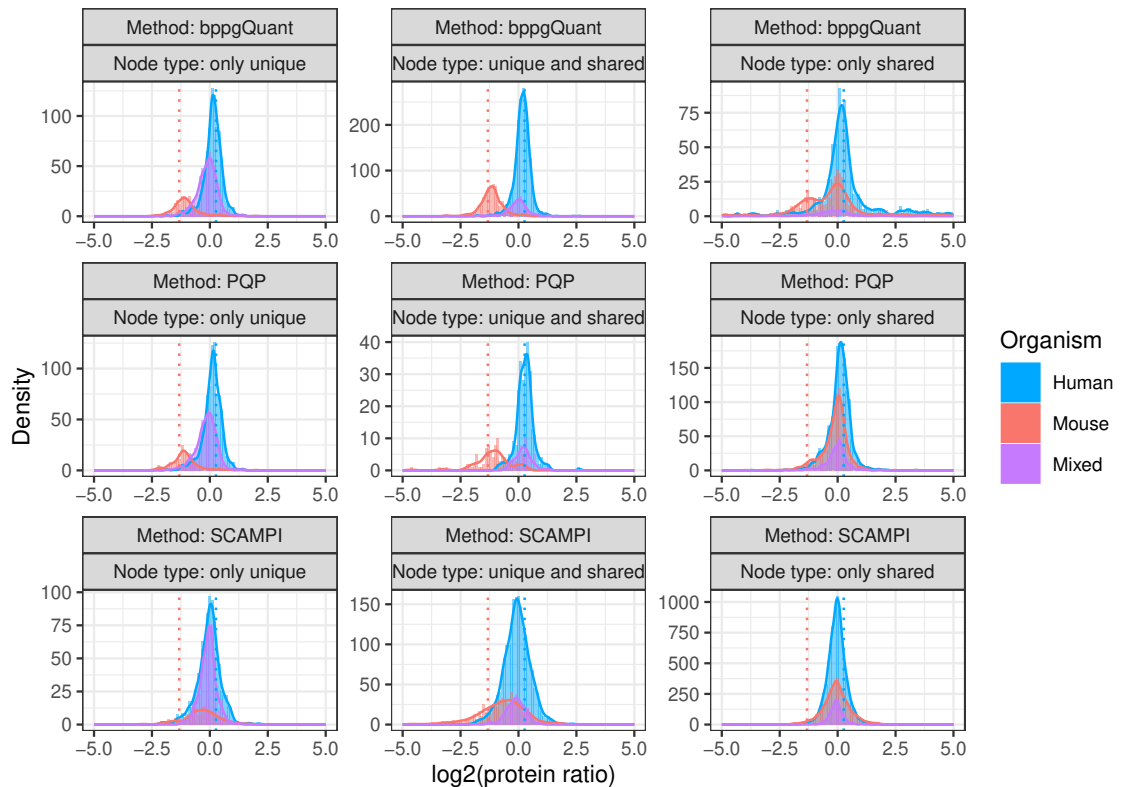 Method: bppgQuant
Node type: only unique
100
50
0
−5.0 −2.5 0.0 2.5 5.0
Method: bppgQuant
Node type: unique and shared
200
100
0
−5.0 −2.5 0.0 2.5 5.0
Method: bppgQuant
Node type: only shared
75
50
25
0
−5.0 −2.5 0.0 2.5 5.0
Method: PQP
Node type: only unique
100
50
0
−5.0 −2.5 0.0 2.5 5.0
Method: PQP
Node type: unique and shared
40
30
20
10
0
−5.0 −2.5 0.0 2.5 5.0
Method: PQP
Node type: only shared
150
100
50
0
−5.0 −2.5 0.0 2.5 5.0
Method: SCAMPI
Node type: only unique
100
75
50
25
0
−5.0 −2.5 0.0 2.5 5.0
Method: SCAMPI
Node type: unique and shared
150
100
50
0
−5.0 −2.5 0.0 2.5 5.0
Method: SCAMPI
Node type: only shared
1000
750
500
250
0
−5.0 −2.5 0.0 2.5 5.0
Density
log2(protein ratio)
Organism
Human
Mouse
Mixed